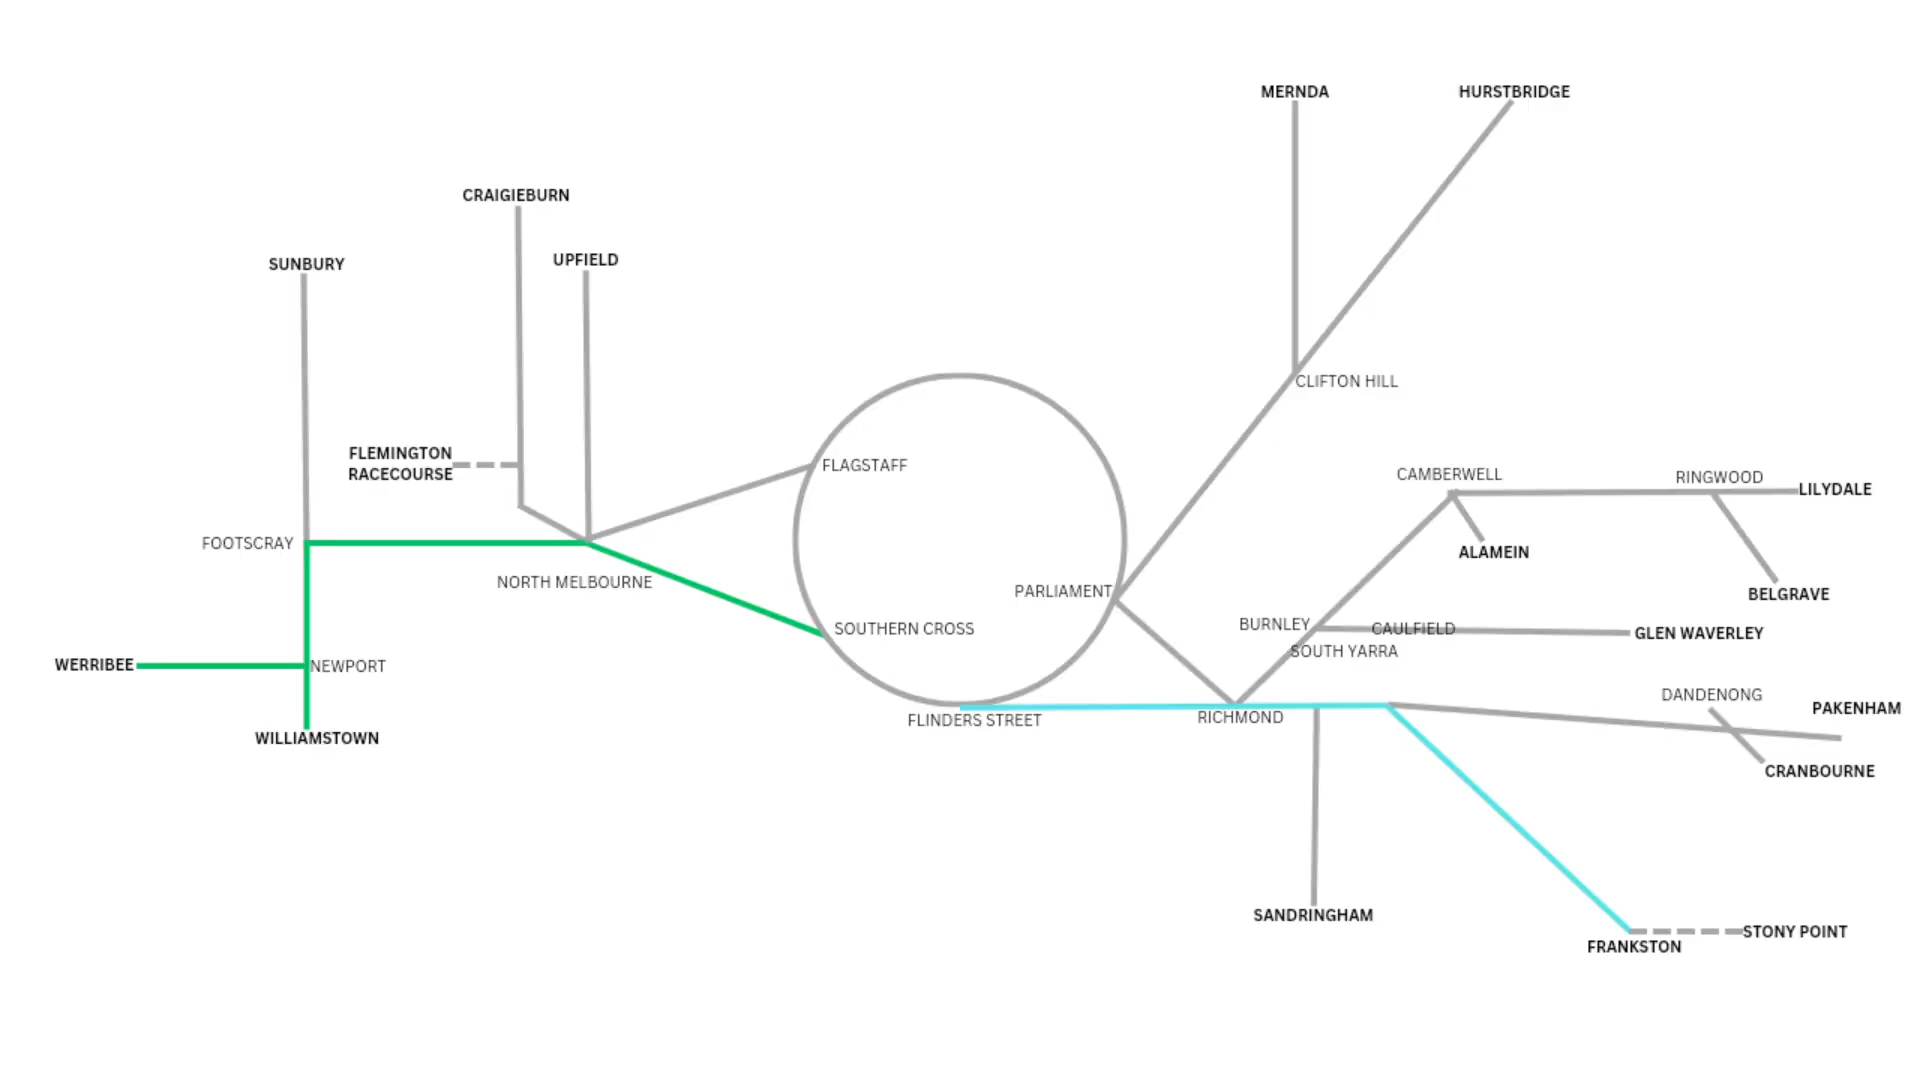 MERNDA
HURSTBRIDGE
CRAIGIEBURN
UPFIELD
SUNBURY
CLIFTON HILL
FLEMINGTON
RACECOURSE
FLAGSTAFF
CAMBERWELL
RINGWOOD
LILYDALE
FOOTSCRAY
ALAMEIN
NORTH MELBOURNE
PARLIAMENT
BELGRAVE
SOUTHERN CROSS
BURNLEY
CAULFIELD
GLEN WAVERLEY
SOUTH YARRA
WERRIBEE
NEWPORT
DANDENONG
PAKENHAM
FLINDERS STREET
RICHMOND
WILLIAMSTOWN
CRANBOURNE
SANDRINGHAM
STONY POINT
FRANKSTON